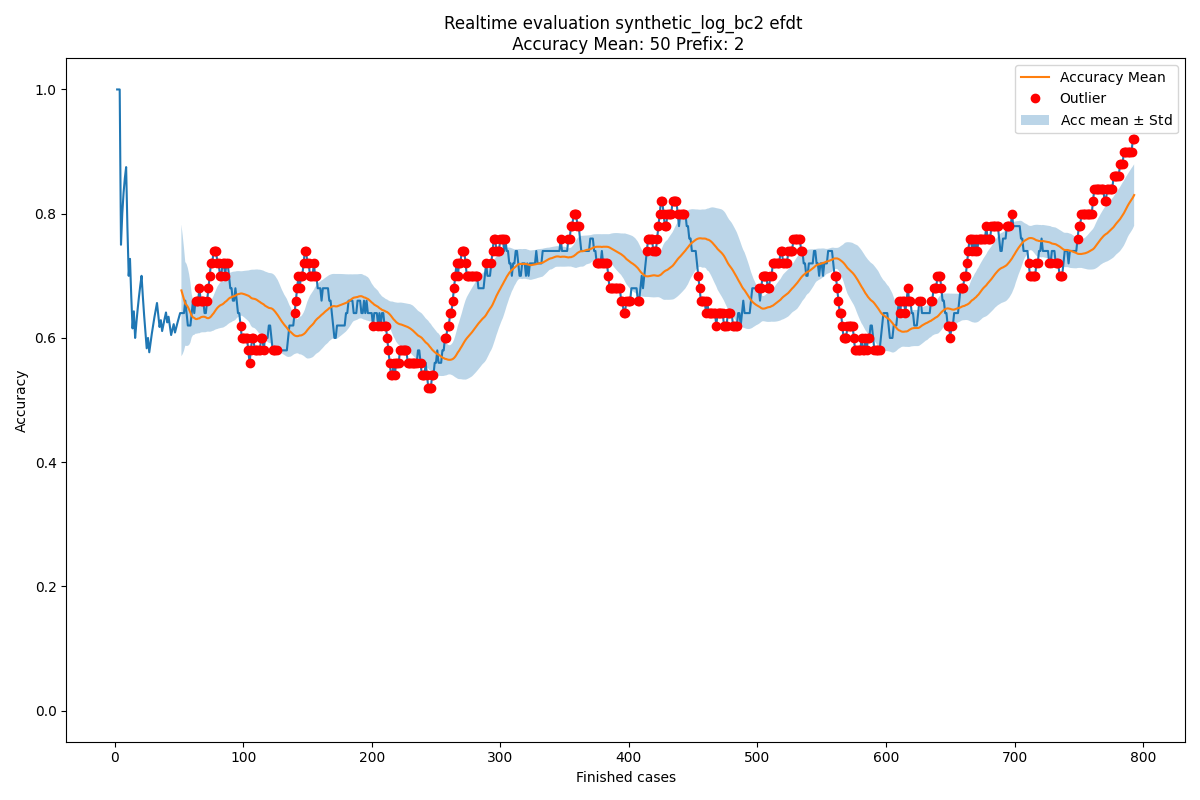 Realtime evaluation synthetic_log_bc2 efdt
Accuracy Mean: 50 Prefix: 2
Accuracy Mean
Outlier
Acc mean ± Std
1.0
0.8
0.6
0.4
0.2
0.0
Accuracy
0 100 200 300 400 500 600 700 800
Finished cases